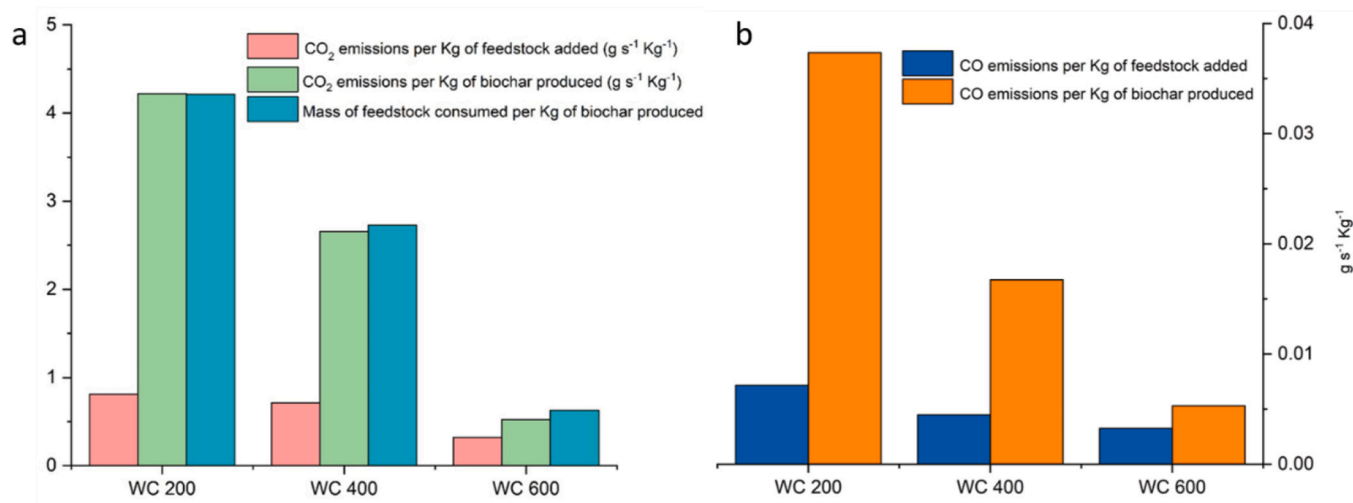 a
5
4
3
2
1
0
CO₂ emissions per Kg of feedstock added (g s⁻¹ Kg⁻¹)
CO₂ emissions per Kg of biochar produced (g s⁻¹ Kg⁻¹)
Mass of feedstock consumed per Kg of biochar produced
WC 200
WC 400
WC 600
b
CO emissions per Kg of feedstock added
CO emissions per Kg of biochar produced
0.04
0.03
0.02
0.01
0.00
g s⁻¹ Kg⁻¹
WC 200
WC 400
WC 600